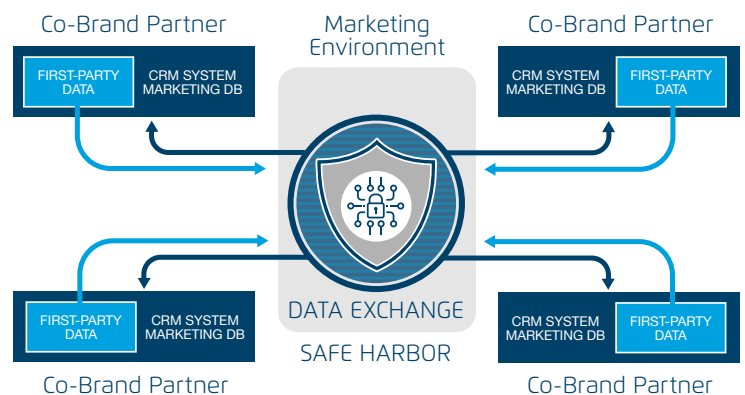 Co-Brand Partner
Marketing
Environment
Co-Brand Partner
FIRST-PARTY
DATA
CRM SYSTEM
MARKETING DB
CRM SYSTEM
MARKETING DB
FIRST-PARTY
DATA
FIRST-PARTY
DATA
CRM SYSTEM
MARKETING DB
DATA EXCHANGE
CRM SYSTEM
MARKETING DB
FIRST-PARTY
DATA
SAFE HARBOR
Co-Brand Partner
Co-Brand Partner